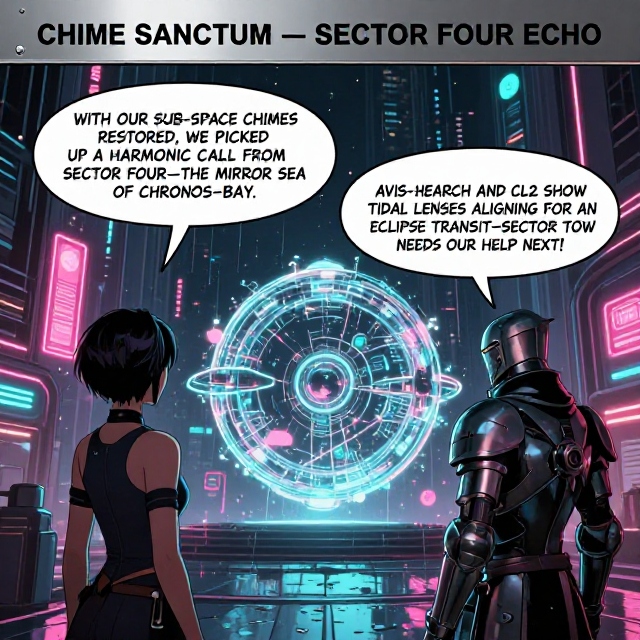 CHIME SANCTUM — SECTOR FOUR ECHO
WITH OUR SUB-SPACE CHIMES
RESTORED, WE PICKED
UP A HARMONIC CALL FROM
SECTOR FOUR—THE MIRROR SEA
OF CHRONOS-BAY.
AVIS-HEARCH AND CL2 SHOW
TIDAL LENSES ALIGNING FOR AN
ECLIPSE TRANSIT—SECTOR TOW
NEEDS OUR HELP NEXT!